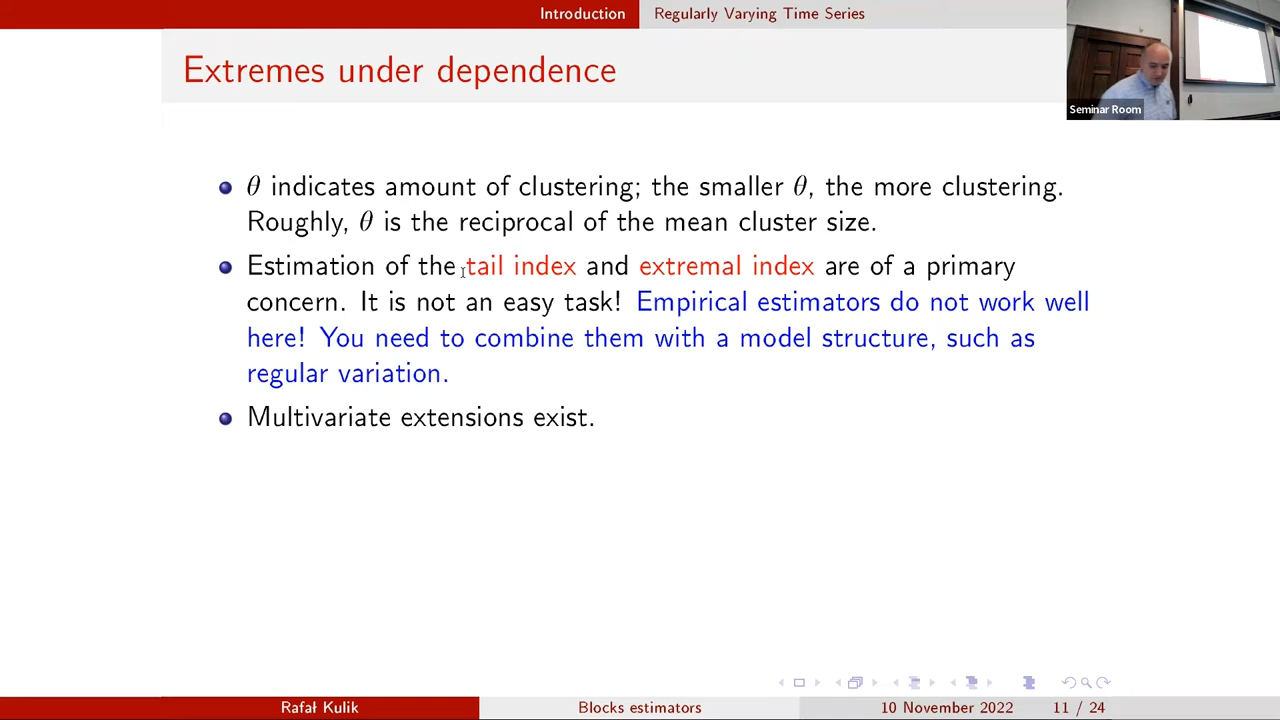 Introduction Regularly Varying Time Series
Extremes under dependence
Seminar Room
θ indicates amount of clustering; the smaller θ, the more clustering.
Roughly, θ is the reciprocal of the mean cluster size.
Estimation of the tail index and extremal index are of a primary
concern. It is not an easy task! Empirical estimators do not work well
here! You need to combine them with a model structure, such as
regular variation.
Multivariate extensions exist.
Rafał Kulik Blocks estimators 10 November 2022 11 / 24